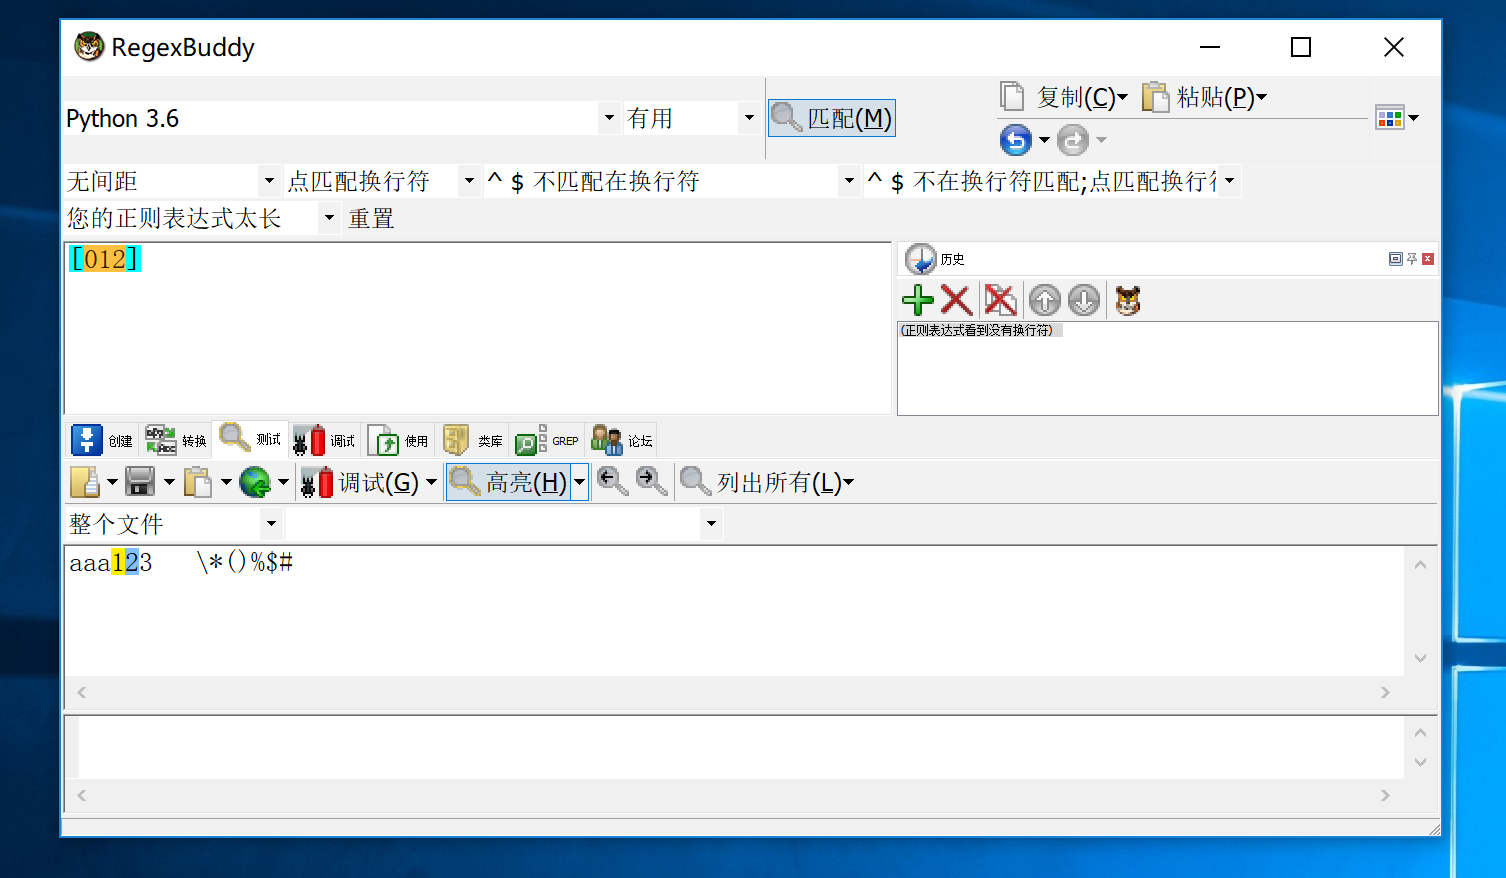 RegexBuddy
Python 3.6 有用 匹配(M) 复制(C) 粘贴(P)
无间距 点匹配换行符 ^ $ 不匹配在换行符 ^ $ 不在换行符匹配;点匹配换行
您的正则表达式太长 重置
[012]
历史
(正则表达式看到没有换行符)
创建 转换 测试 调试 使用 类库 GREP 论坛
调试(G) 高亮(H) 列出所有(L)
整个文件
aaa123 \*()%$#